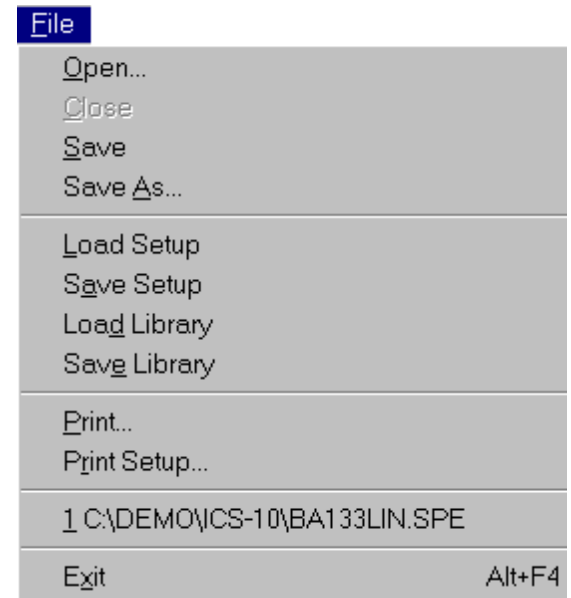 File
Open...
Close
Save
Save As...
Load Setup
Save Setup
Load Library
Save Library
Print...
Print Setup...
1 C:\DEMO\ICS-10\BA133LIN.SPE
Exit Alt+F4